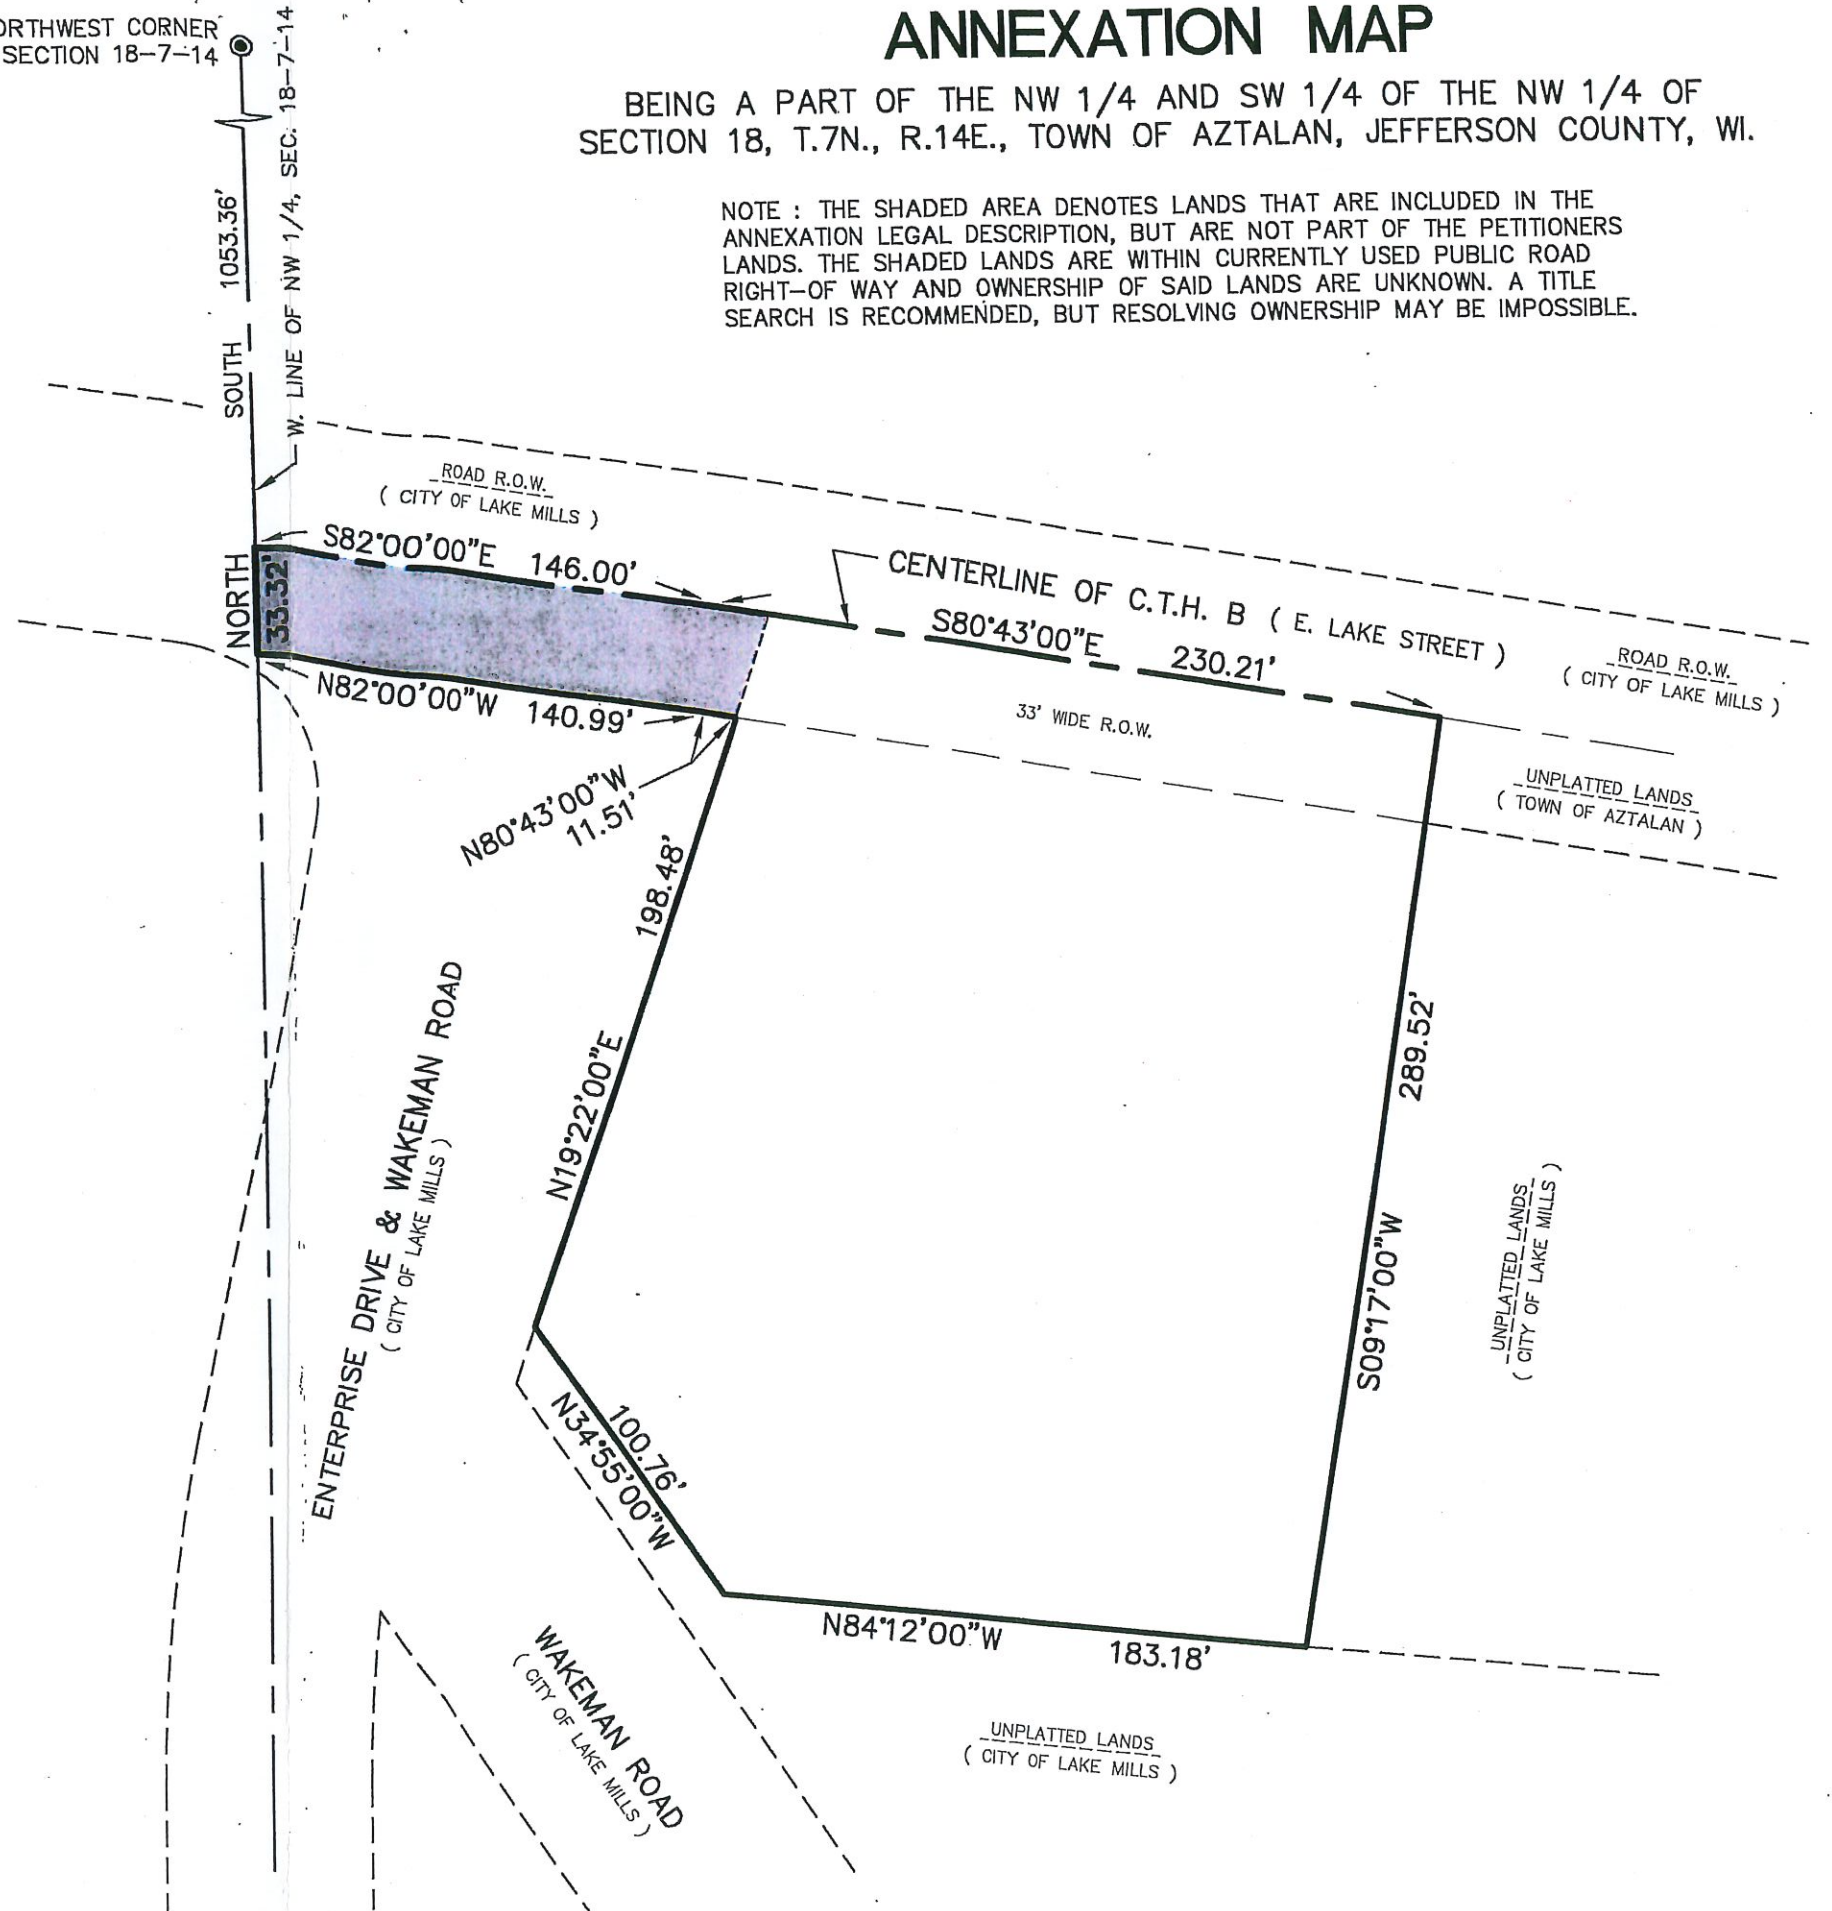 ANNEXATION MAP
BEING A PART OF THE NW 1/4 AND SW 1/4 OF THE NW 1/4 OF
SECTION 18, T.7N., R.14E., TOWN OF AZTALAN, JEFFERSON COUNTY, WI.
NOTE : THE SHADED AREA DENOTES LANDS THAT ARE INCLUDED IN THE
ANNEXATION LEGAL DESCRIPTION, BUT ARE NOT PART OF THE PETITIONERS
LANDS. THE SHADED LANDS ARE WITHIN CURRENTLY USED PUBLIC ROAD
RIGHT-OF WAY AND OWNERSHIP OF SAID LANDS ARE UNKNOWN. A TITLE
SEARCH IS RECOMMENDED, BUT RESOLVING OWNERSHIP MAY BE IMPOSSIBLE.
ORTHWEST CORNER
SECTION 18-7-14
SOUTH 1053.36'
W. LINE OF NW 1/4, SEC. 18-7-14
ROAD R.O.W.
( CITY OF LAKE MILLS )
S82°00'00"E 146.00'
NORTH
33.32'
N82°00'00"W 140.99'
N80°43'00"W
11.51'
CENTERLINE OF C.T.H. B ( E. LAKE STREET )
S80°43'00"E 230.21'
33' WIDE R.O.W.
ROAD R.O.W.
( CITY OF LAKE MILLS )
UNPLATTED LANDS
( TOWN OF AZTALAN )
N19°22'00"E 198.48'
S09°17'00"W 289.52'
UNPLATTED LANDS
( CITY OF LAKE MILLS )
ENTERPRISE DRIVE & WAKEMAN ROAD
( CITY OF LAKE MILLS )
100.76'
N34°55'00"W
N84°12'00"W 183.18'
WAKEMAN ROAD
( CITY OF LAKE MILLS )
UNPLATTED LANDS
( CITY OF LAKE MILLS )